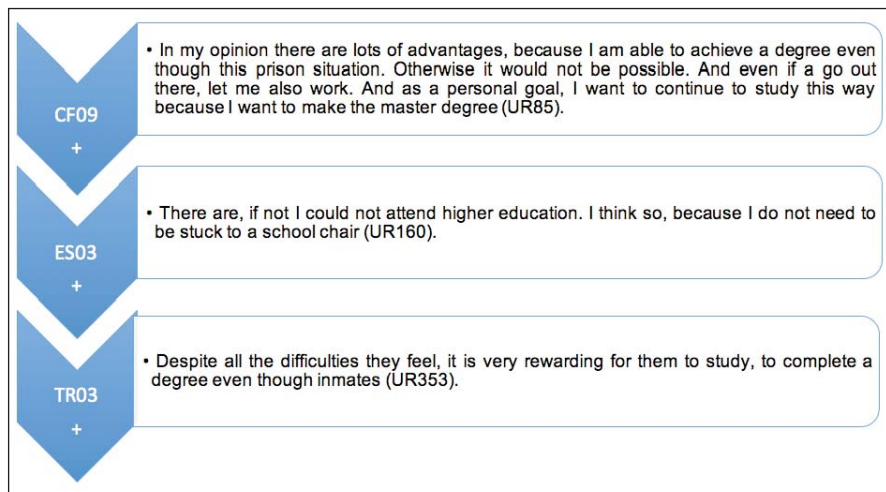 • In my opinion there are lots of advantages, because I am able to achieve a degree even
though this prison situation. Otherwise it would not be possible. And even if a go out
there, let me also work. And as a personal goal, I want to continue to study this way
because I want to make the master degree (UR85).
CF09
+
• There are, if not I could not attend higher education. I think so, because I do not need to
be stuck to a school chair (UR160).
ES03
+
• Despite all the difficulties they feel, it is very rewarding for them to study, to complete a
degree even though inmates (UR353).
TR03
+